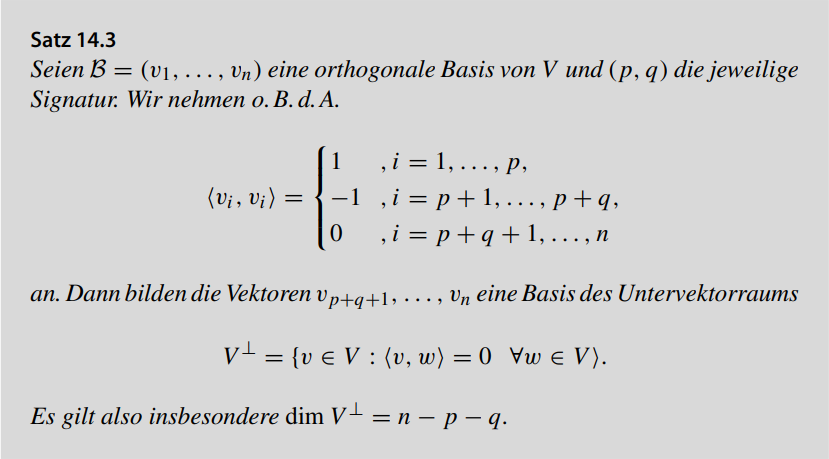 Satz 14.3
Seien B = (v₁, . . . , vₙ) eine orthogonale Basis von V und (p, q) die jeweilige
Signatur. Wir nehmen o. B. d. A.
⟨vᵢ, vᵢ⟩ = { 1 , i = 1, . . . , p,
−1 , i = p + 1, . . . , p + q,
0 , i = p + q + 1, . . . , n
an. Dann bilden die Vektoren v_{p+q+1}, . . . , vₙ eine Basis des Untervektorraums
V^⊥ = {v ∈ V : ⟨v, w⟩ = 0 ∀w ∈ V⟩.
Es gilt also insbesondere dim V^⊥ = n − p − q.